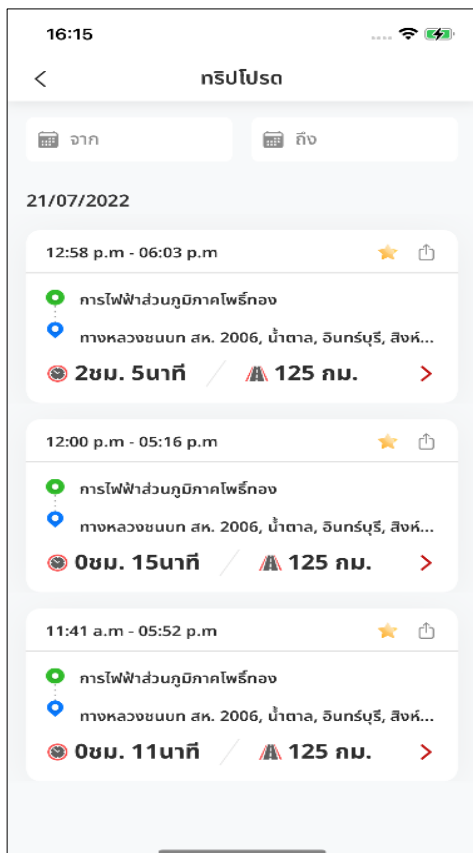 16:15
ทริปโปรด
จาก
ถึง
21/07/2022
12:58 p.m - 06:03 p.m
การไฟฟ้าส่วนภูมิภาคโพธิ์ทอง
ทางหลวงชนบท สห. 2006, น้ำตาล, อินทร์บุรี, สิงห์...
2ชม. 5นาที
125 กม.
12:00 p.m - 05:16 p.m
การไฟฟ้าส่วนภูมิภาคโพธิ์ทอง
ทางหลวงชนบท สห. 2006, น้ำตาล, อินทร์บุรี, สิงห์...
0ชม. 15นาที
125 กม.
11:41 a.m - 05:52 p.m
การไฟฟ้าส่วนภูมิภาคโพธิ์ทอง
ทางหลวงชนบท สห. 2006, น้ำตาล, อินทร์บุรี, สิงห์...
0ชม. 11นาที
125 กม.